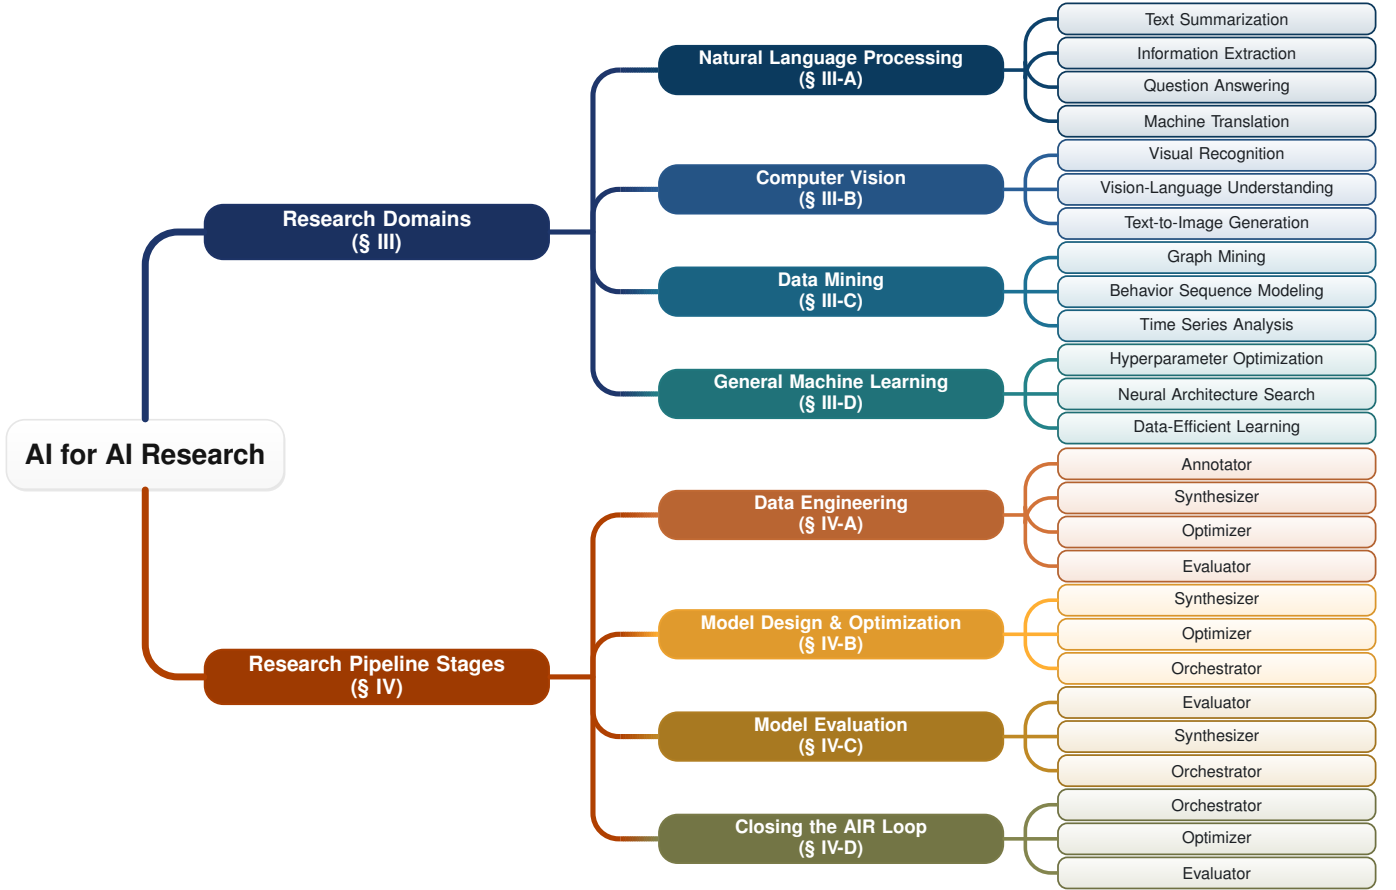 AI for AI Research
Research Domains
(§ III)
Natural Language Processing
(§ III-A)
Text Summarization
Information Extraction
Question Answering
Machine Translation
Computer Vision
(§ III-B)
Visual Recognition
Vision-Language Understanding
Text-to-Image Generation
Data Mining
(§ III-C)
Graph Mining
Behavior Sequence Modeling
Time Series Analysis
General Machine Learning
(§ III-D)
Hyperparameter Optimization
Neural Architecture Search
Data-Efficient Learning
Research Pipeline Stages
(§ IV)
Data Engineering
(§ IV-A)
Annotator
Synthesizer
Optimizer
Evaluator
Model Design & Optimization
(§ IV-B)
Synthesizer
Optimizer
Orchestrator
Model Evaluation
(§ IV-C)
Evaluator
Synthesizer
Orchestrator
Closing the AIR Loop
(§ IV-D)
Orchestrator
Optimizer
Evaluator